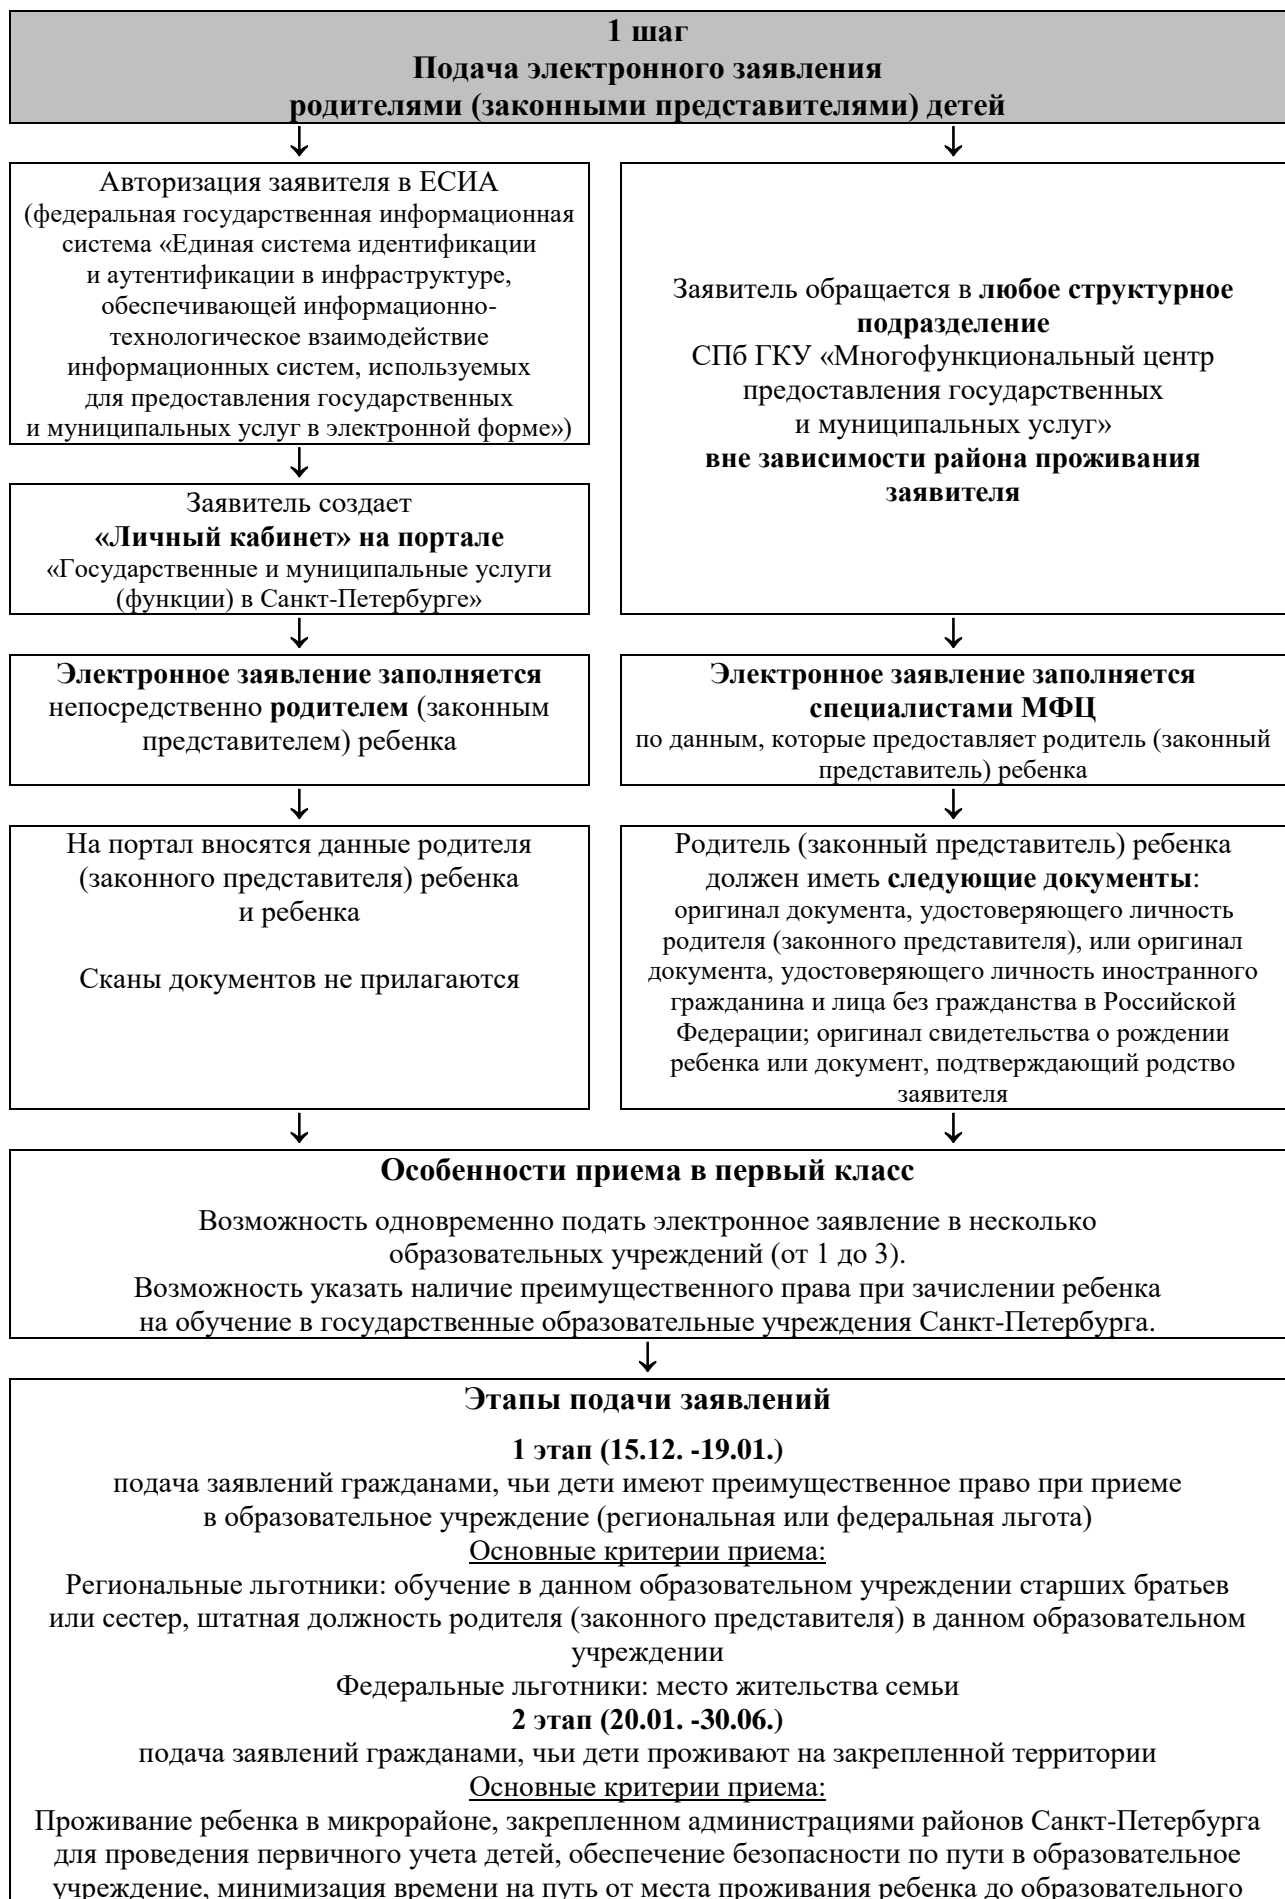 1 шаг
Подача электронного заявления
родителями (законными представителями) детей
↓
Авторизация заявителя в ЕСИА
(федеральная государственная информационная
система «Единая система идентификации
и аутентификации в инфраструктуре,
обеспечивающей информационно-
технологическое взаимодействие
информационных систем, используемых
для предоставления государственных
и муниципальных услуг в электронной форме»)
↓
Заявитель создает
«Личный кабинет» на портале
«Государственные и муниципальные услуги
(функции) в Санкт-Петербурге»
↓
Электронное заявление заполняется
непосредственно родителем (законным
представителем) ребенка
↓
На портал вносятся данные родителя
(законного представителя) ребенка
и ребенка
Сканы документов не прилагаются
↓
↓
Заявитель обращается в любое структурное
подразделение
СПб ГКУ «Многофункциональный центр
предоставления государственных
и муниципальных услуг»
вне зависимости района проживания
заявителя
↓
Электронное заявление заполняется
специалистами МФЦ
по данным, которые предоставляет родитель (законный
представитель) ребенка
↓
Родитель (законный представитель) ребенка
должен иметь следующие документы:
оригинал документа, удостоверяющего личность
родителя (законного представителя), или оригинал
документа, удостоверяющего личность иностранного
гражданина и лица без гражданства в Российской
Федерации; оригинал свидетельства о рождении
ребенка или документ, подтверждающий родство
заявителя
↓
Особенности приема в первый класс
Возможность одновременно подать электронное заявление в несколько
образовательных учреждений (от 1 до 3).
Возможность указать наличие преимущественного права при зачислении ребенка
на обучение в государственные образовательные учреждения Санкт-Петербурга.
↓
Этапы подачи заявлений
1 этап (15.12. -19.01.)
подача заявлений гражданами, чьи дети имеют преимущественное право при приеме
в образовательное учреждение (региональная или федеральная льгота)
Основные критерии приема:
Региональные льготники: обучение в данном образовательном учреждении старших братьев
или сестер, штатная должность родителя (законного представителя) в данном образовательном
учреждении
Федеральные льготники: место жительства семьи
2 этап (20.01. -30.06.)
подача заявлений гражданами, чьи дети проживают на закрепленной территории
Основные критерии приема:
Проживание ребенка в микрорайоне, закрепленном администрациями районов Санкт-Петербурга
для проведения первичного учета детей, обеспечение безопасности по пути в образовательное
учреждение, минимизация времени на путь от места проживания ребенка до образовательного